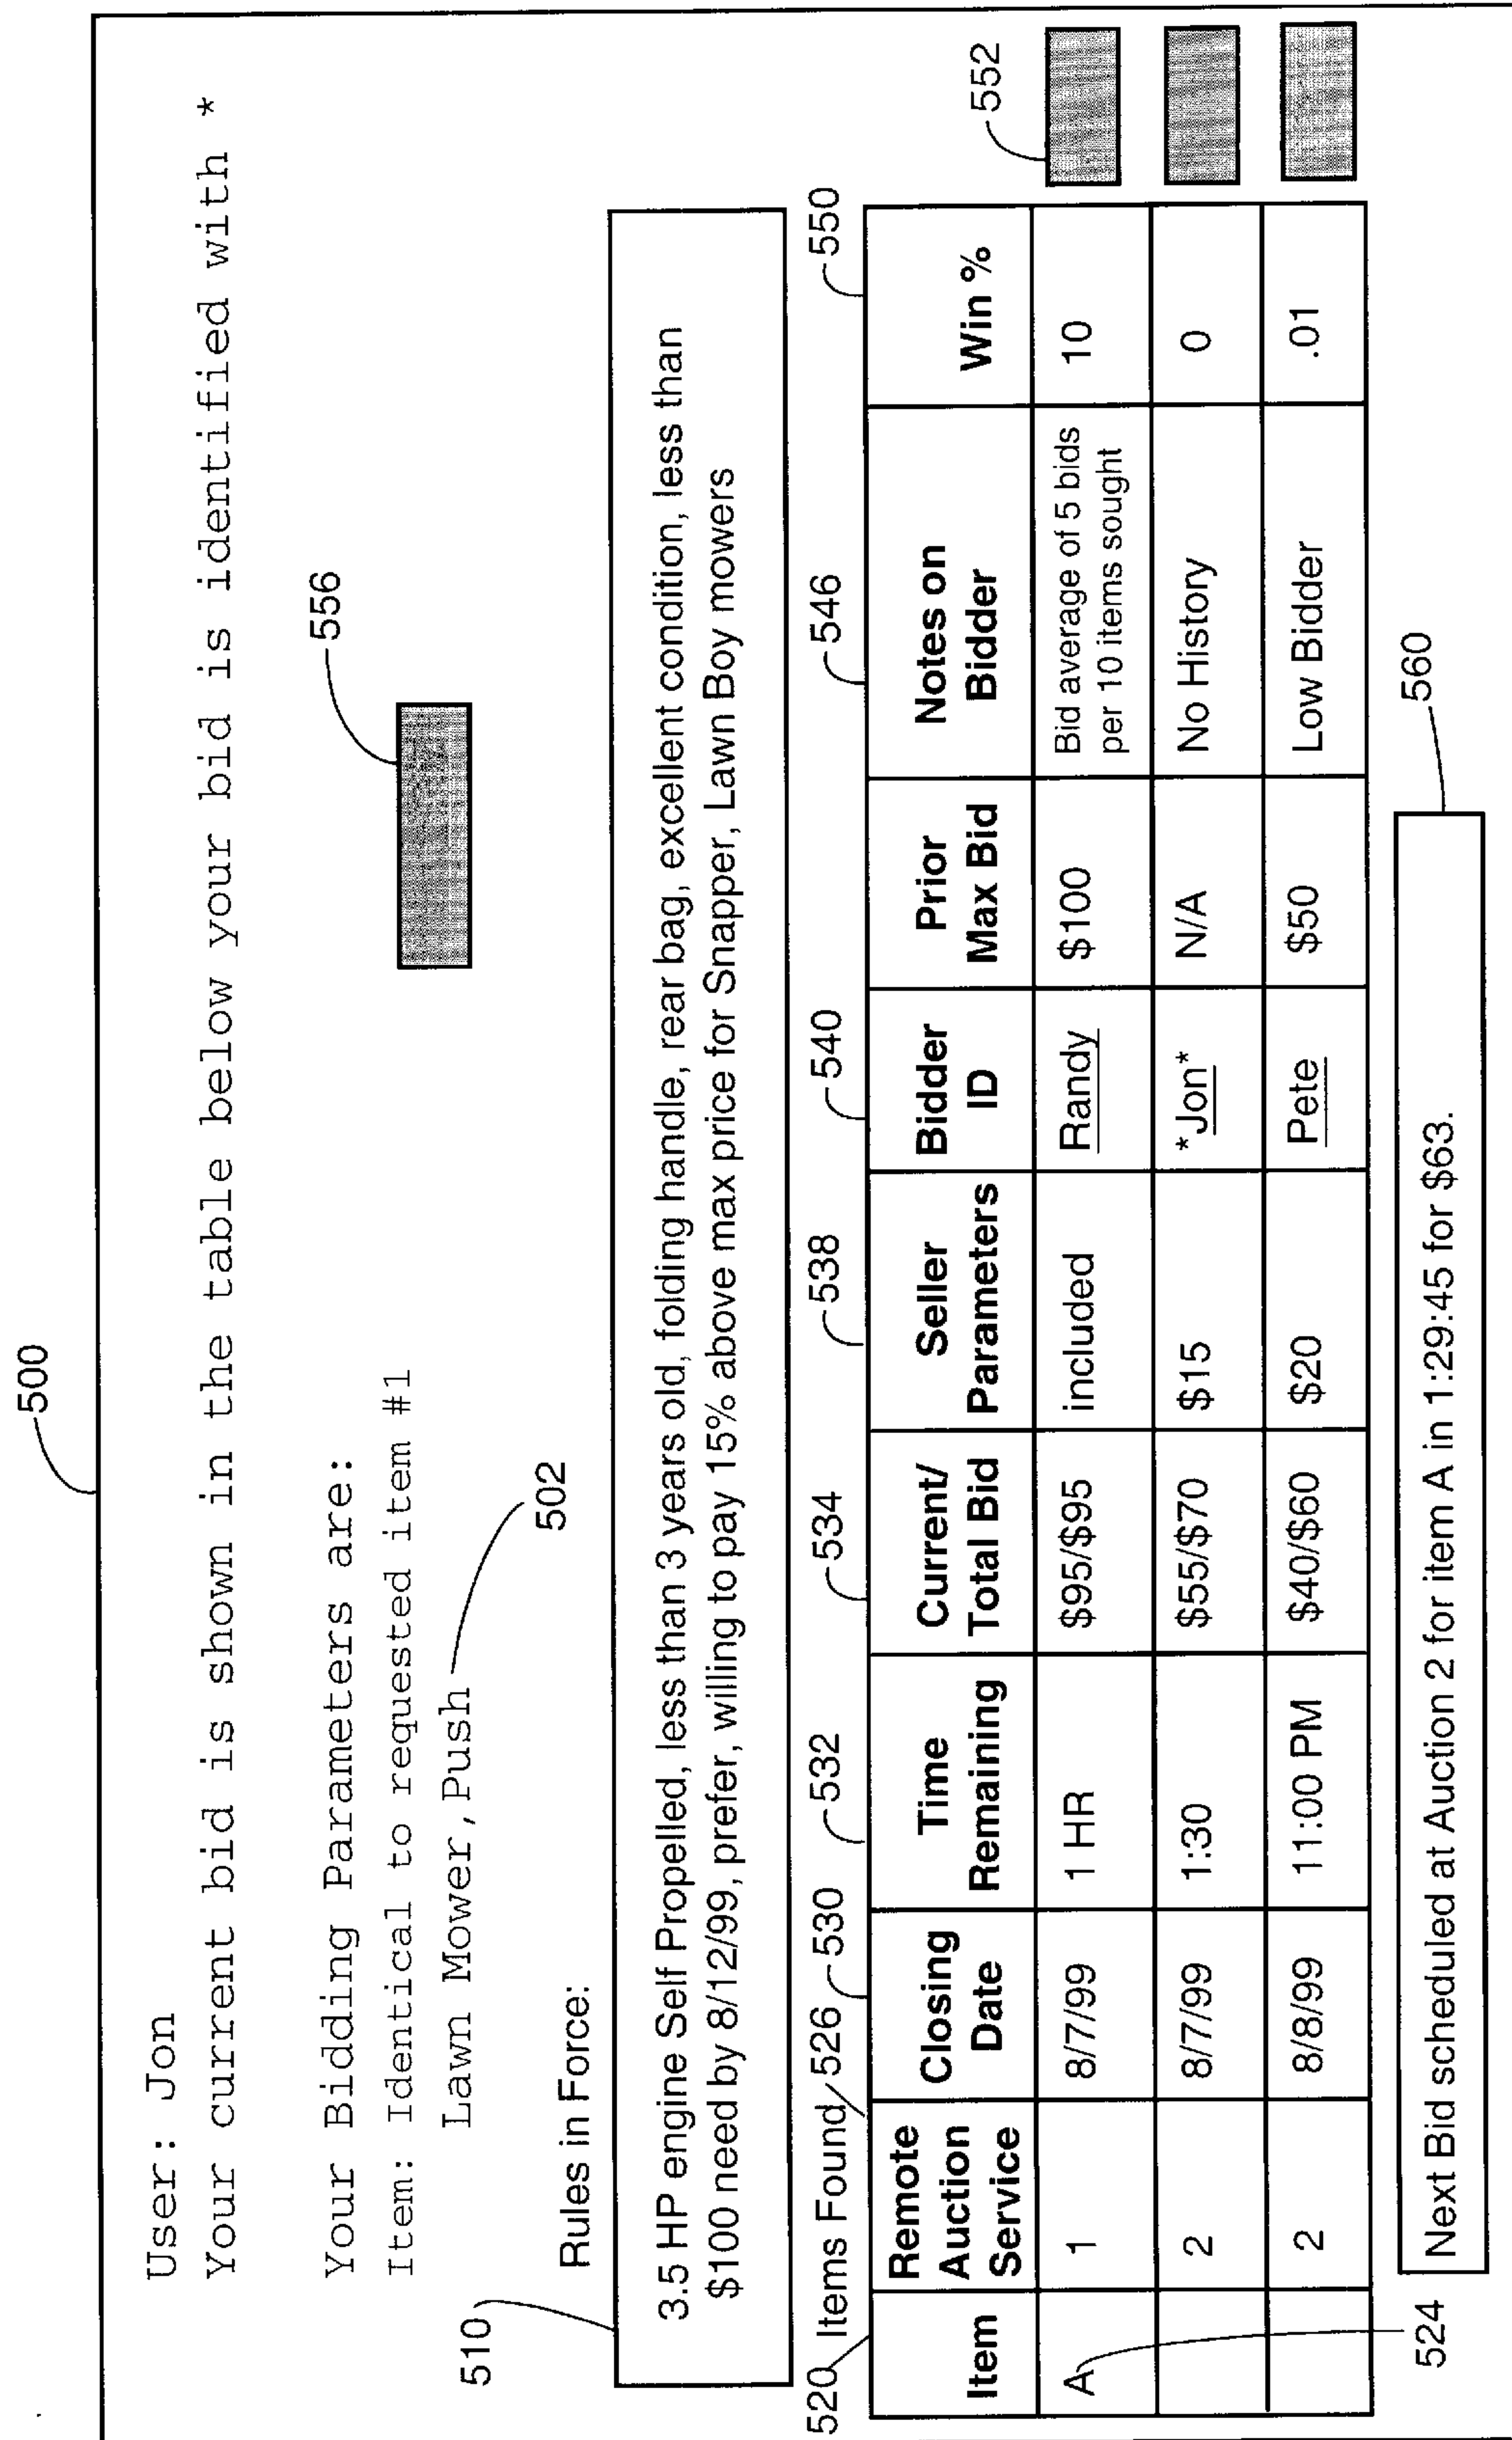 500
User: Jon
Your current bid is shown in the table below your bid is identified with *
Your Bidding Parameters are:
Item: Identical to requested item #1
556
Lawn Mower, Push
502
Rules in Force:
510
3.5 HP engine Self Propelled, less than 3 years old, folding handle, rear bag, excellent condition, less than
$100 need by 8/12/99, prefer, willing to pay 15% above max price for Snapper, Lawn Boy mowers
520 Items Found 526 530 532 534 538 540 546 550
Item Remote Auction Service Closing Date Time Remaining Current/ Total Bid Seller Parameters Bidder ID Prior Max Bid Notes on Bidder Win %
552
A 1 8/7/99 1 HR $95/$95 included Randy $100 Bid average of 5 bids per 10 items sought 10
2 8/7/99 1:30 $55/$70 $15 *Jon* N/A No History 0
2 8/8/99 11:00 PM $40/$60 $20 Pete $50 Low Bidder .01
524
Next Bid scheduled at Auction 2 for item A in 1:29:45 for $63.
560